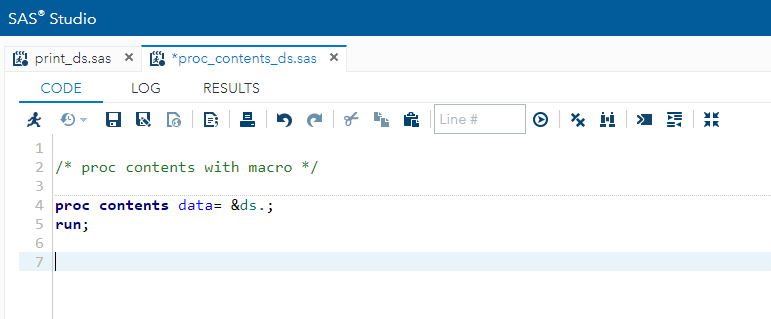 SAS® Studio
print_ds.sas × *proc_contents_ds.sas ×
CODE LOG RESULTS
Line #
1
2 /* proc contents with macro */
3
4 proc contents data= &ds.;
5 run;
6
7